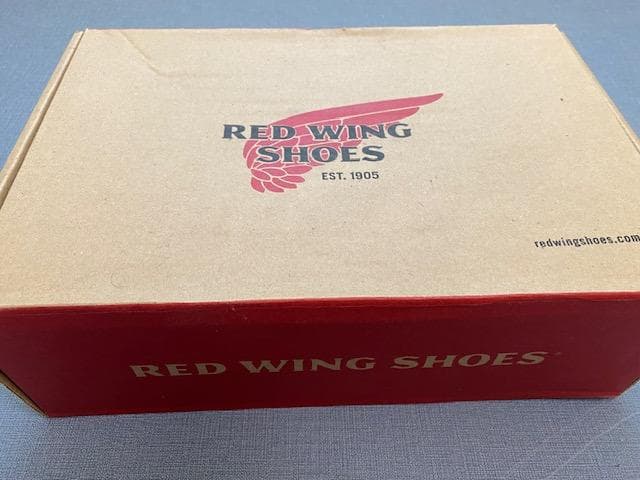 RED WING
SHOES
EST. 1905
redwingshoes.com
RED WING SHOES